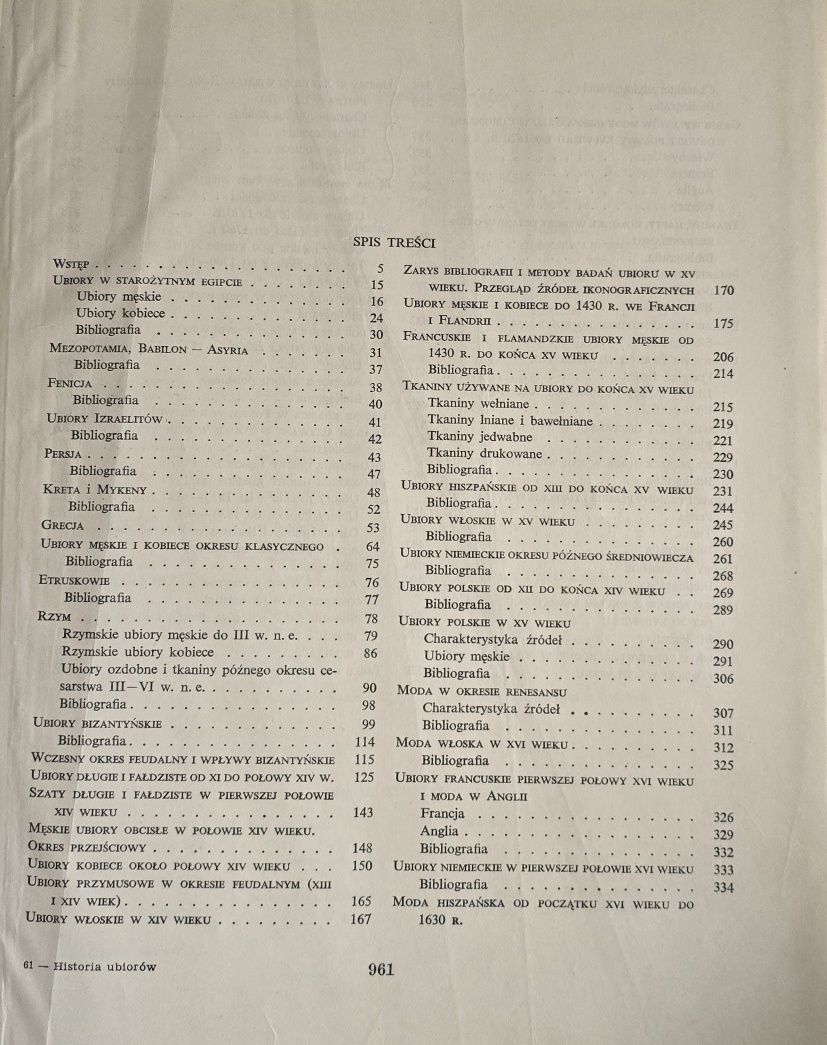 SPIS TREŚCI
WSTĘP . . . . . . . . . . . . . . . . . . . . 5
UBIORY W STAROŻYTNYM EGIPCIE . . . . . . . . 15
Ubiory męskie . . . . . . . . . . . . . . 16
Ubiory kobiece . . . . . . . . . . . . . . 24
Bibliografia . . . . . . . . . . . . . . . 30
MEZOPOTAMIA, BABILON — ASYRIA . . . . . . . 31
Bibliografia . . . . . . . . . . . . . . . 37
FENICJA . . . . . . . . . . . . . . . . . . . 38
Bibliografia . . . . . . . . . . . . . . . 40
UBIORY IZRAELITÓW . . . . . . . . . . . . . . 41
Bibliografia . . . . . . . . . . . . . . . 42
PERSJA . . . . . . . . . . . . . . . . . . . . 43
Bibliografia . . . . . . . . . . . . . . . 47
KRETA I MYKENY . . . . . . . . . . . . . . . 48
Bibliografia . . . . . . . . . . . . . . . 52
GRECJA . . . . . . . . . . . . . . . . . . . 53
UBIORY MĘSKIE I KOBIECE OKRESU KLASYCZNEGO . 64
Bibliografia . . . . . . . . . . . . . . . 75
ETRUSKOWIE . . . . . . . . . . . . . . . . . 76
Bibliografia . . . . . . . . . . . . . . . 77
RZYM . . . . . . . . . . . . . . . . . . . . 78
Rzymskie ubiory męskie do III w. n. e. . . . 79
Rzymskie ubiory kobiece . . . . . . . . . 86
Ubiory ozdobne i tkaniny późnego okresu ce-
sarstwa III—VI w. n. e. . . . . . . . . . . 90
Bibliografia . . . . . . . . . . . . . . . . 98
UBIORY BIZANTYŃSKIE . . . . . . . . . . . . . 99
Bibliografia . . . . . . . . . . . . . . . . 114
WCZESNY OKRES FEUDALNY I WPŁYWY BIZANTYŃSKIE 115
UBIORY DŁUGIE I FAŁDZISTE OD XI DO POŁOWY XIV W. 125
SZATY DŁUGIE I FAŁDZISTE W PIERWSZEJ POŁOWIE
XIV WIEKU . . . . . . . . . . . . . . . . 143
MĘSKIE UBIORY OBCISŁE W POŁOWIE XIV WIEKU.
OKRES PRZEJŚCIOWY . . . . . . . . . . . . . . 148
UBIORY KOBIECE OKOŁO POŁOWY XIV WIEKU . . . 150
UBIORY PRZYMUSOWE W OKRESIE FEUDALNYM (XIII
I XIV WIEK) . . . . . . . . . . . . . . . . 165
UBIORY WŁOSKIE W XIV WIEKU . . . . . . . . . 167
ZARYS BIBLIOGRAFII I METODY BADAŃ UBIORU W XV
WIEKU. PRZEGLĄD ŹRÓDEŁ IKONOGRAFICZNYCH 170
UBIORY MĘSKIE I KOBIECE DO 1430 R. WE FRANCJI
I FLANDRII . . . . . . . . . . . . . . . . 175
FRANCUSKIE I FLAMANDZKIE UBIORY MĘSKIE OD
1430 R. DO KOŃCA XV WIEKU . . . . . . . 206
Bibliografia . . . . . . . . . . . . . . . . 214
TKANINY UŻYWANE NA UBIORY DO KOŃCA XV WIEKU
Tkaniny wełniane . . . . . . . . . . . . . 215
Tkaniny lniane i bawełniane . . . . . . . . 219
Tkaniny jedwabne . . . . . . . . . . . . 221
Tkaniny drukowane . . . . . . . . . . . . 229
Bibliografia . . . . . . . . . . . . . . . . 230
UBIORY HISZPAŃSKIE OD XIII DO KOŃCA XV WIEKU 231
Bibliografia . . . . . . . . . . . . . . . . 244
UBIORY WŁOSKIE W XV WIEKU . . . . . . . . . 245
Bibliografia . . . . . . . . . . . . . . . 260
UBIORY NIEMIECKIE OKRESU PÓŹNEGO ŚREDNIOWIECZA 261
Bibliografia . . . . . . . . . . . . . . . 268
UBIORY POLSKIE OD XII DO KOŃCA XIV WIEKU . . 269
Bibliografia . . . . . . . . . . . . . . . 289
UBIORY POLSKIE W XV WIEKU
Charakterystyka źródeł . . . . . . . . . . 290
Ubiory męskie . . . . . . . . . . . . . . 291
Bibliografia . . . . . . . . . . . . . . . 306
MODA W OKRESIE RENESANSU
Charakterystyka źródeł . . . . . . . . . . 307
Bibliografia . . . . . . . . . . . . . . . 311
MODA WŁOSKA W XVI WIEKU . . . . . . . . . . 312
Bibliografia . . . . . . . . . . . . . . . 325
UBIORY FRANCUSKIE PIERWSZEJ POŁOWY XVI WIEKU
I MODA W ANGLII
Francja . . . . . . . . . . . . . . . . . . 326
Anglia . . . . . . . . . . . . . . . . . . . 329
Bibliografia . . . . . . . . . . . . . . . 332
UBIORY NIEMIECKIE W PIERWSZEJ POŁOWIE XVI WIEKU 333
Bibliografia . . . . . . . . . . . . . . . 334
MODA HISZPAŃSKA OD POCZĄTKU XVI WIEKU DO
1630 R.
61 — Historia ubiorów
961